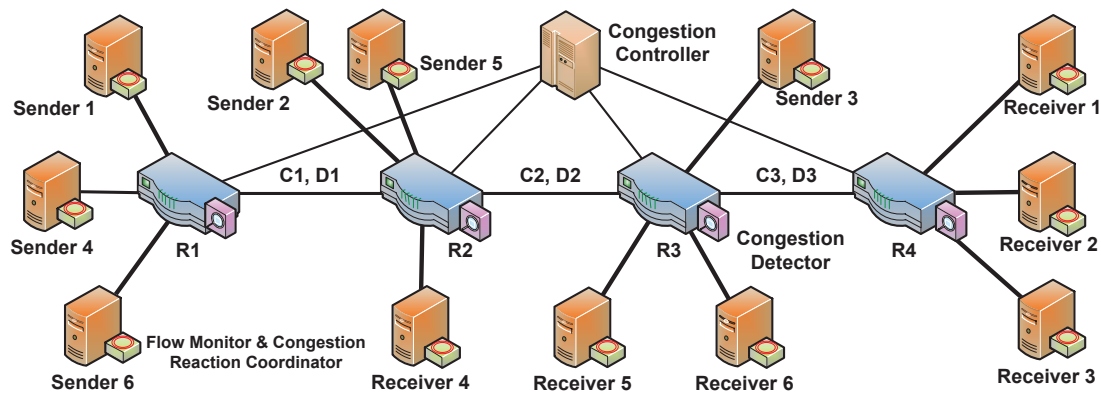 Congestion
Controller
Sender 1
Sender 2
Sender 5
Sender 3
Receiver 1
Sender 4
C1, D1
C2, D2
C3, D3
R1
R2
R3
R4
Receiver 2
Congestion
Detector
Sender 6
Flow Monitor & Congestion
Reaction Coordinator
Receiver 4
Receiver 5
Receiver 6
Receiver 3